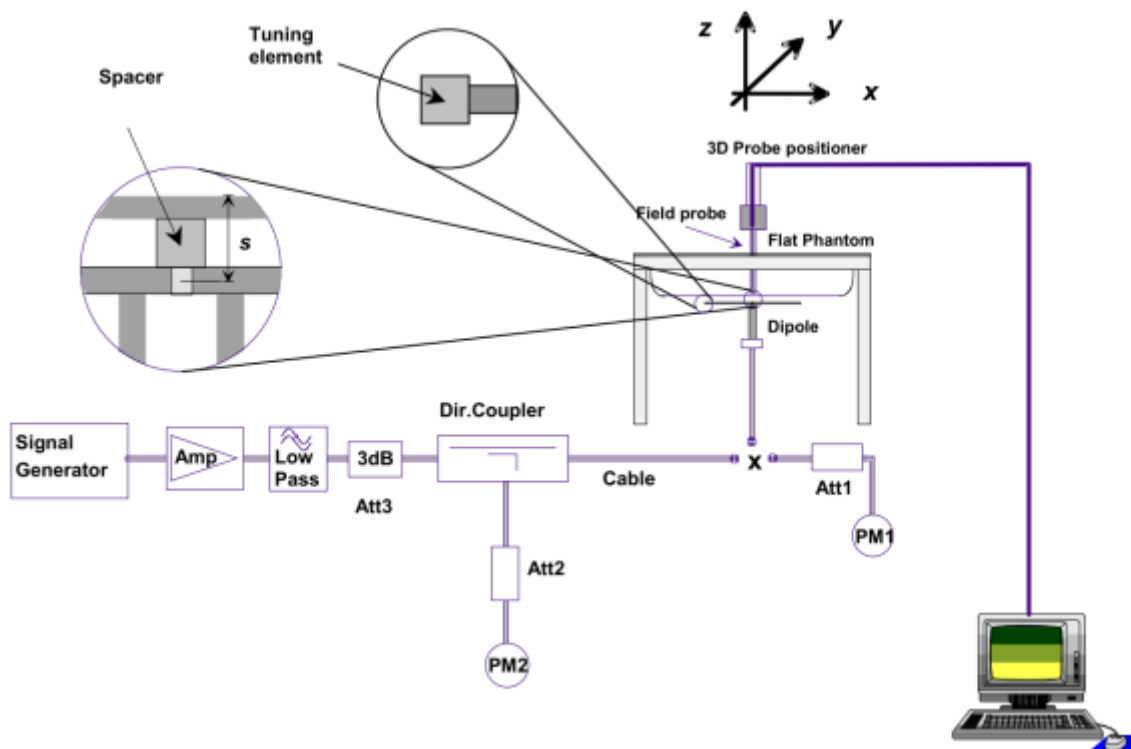 Tuning
element
Spacer
z
y
x
3D Probe positioner
s
Field probe
Flat Phantom
Dipole
Dir.Coupler
Signal
Generator
Amp
Low
Pass
3dB
Att3
Cable
x
Att1
PM1
Att2
PM2